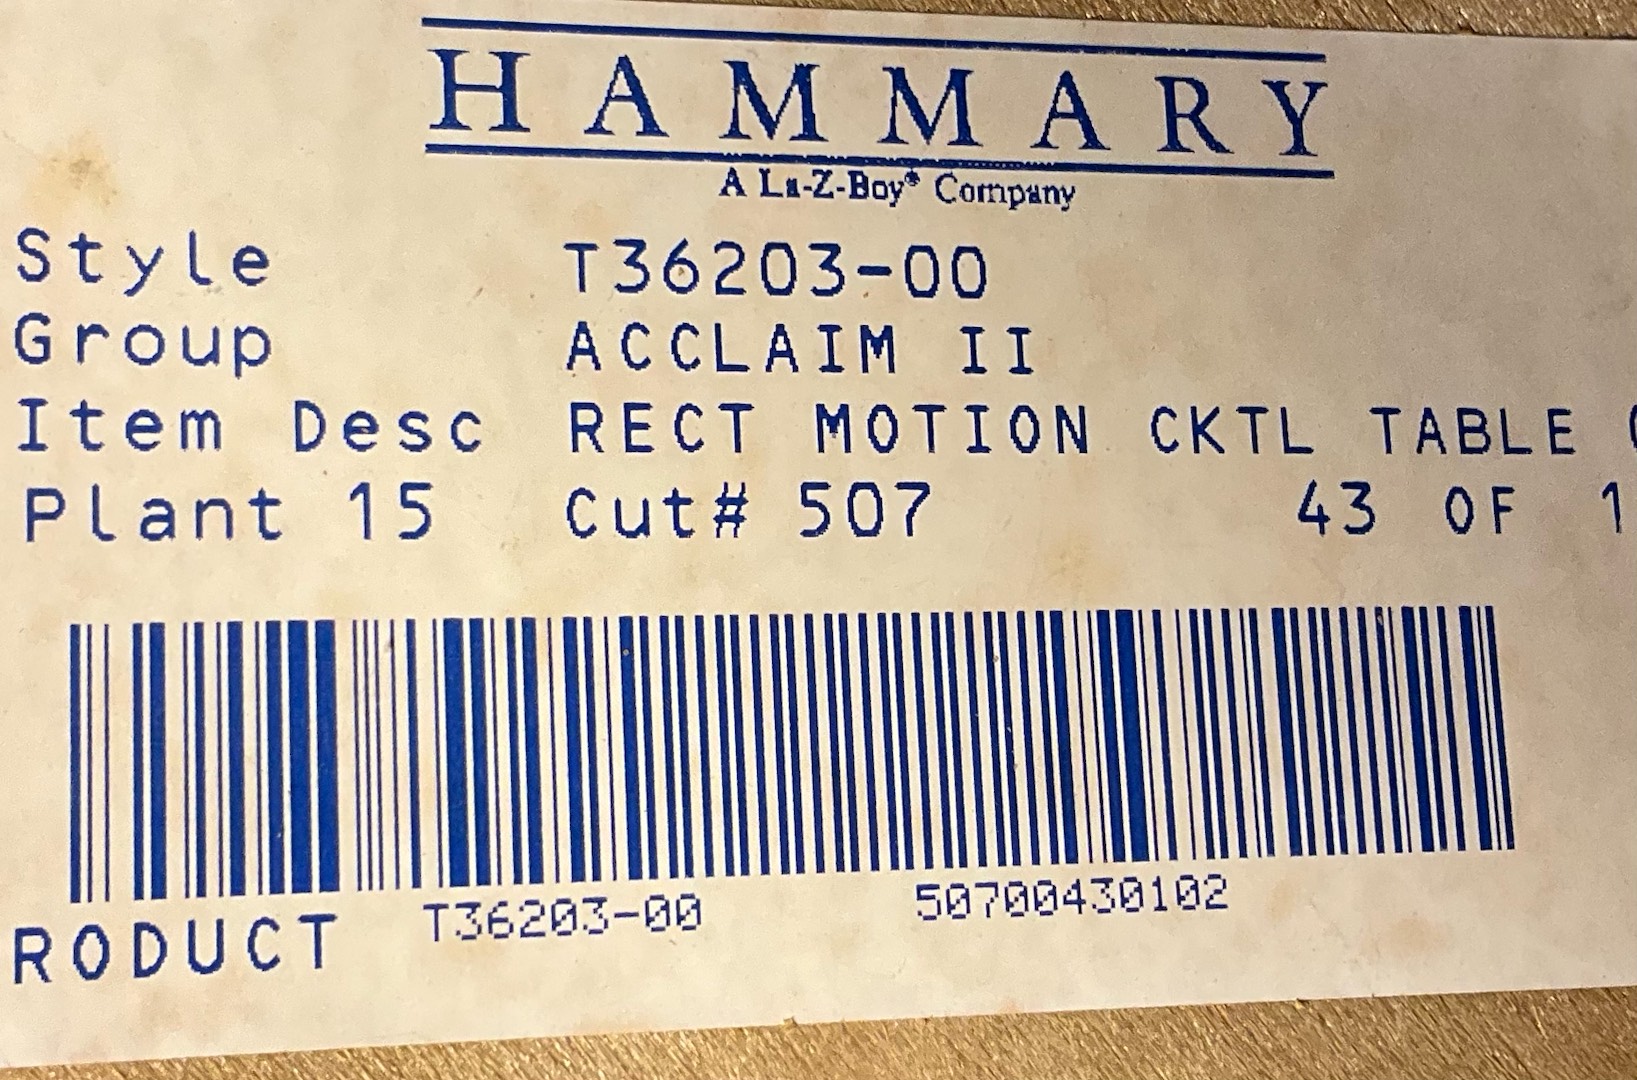 HAMMARY
A La-Z-Boy® Company
Style T36203-00
Group ACCLAIM II
Item Desc RECT MOTION CKTL TABLE
Plant 15 Cut# 507 43 OF 1
RODUCT T36203-00 50700430102